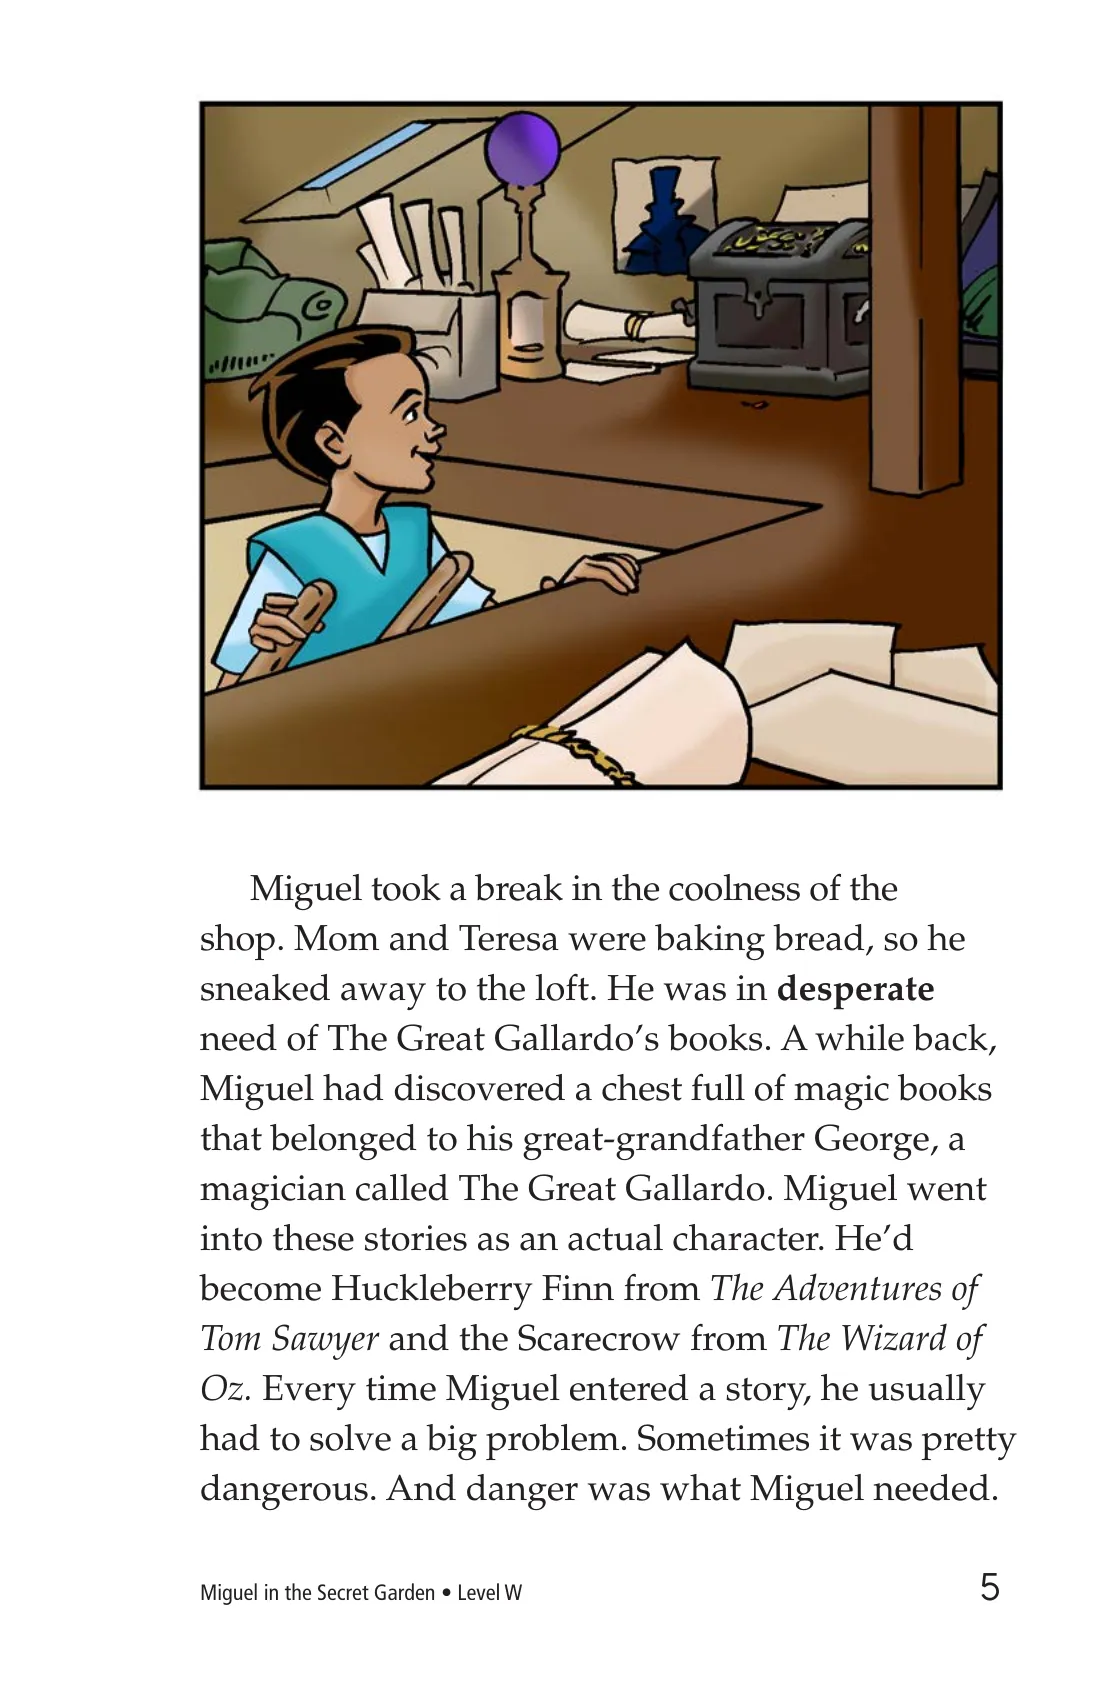 Miguel took a break in the coolness of the
shop. Mom and Teresa were baking bread, so he
sneaked away to the loft. He was in desperate
need of The Great Gallardo’s books. A while back,
Miguel had discovered a chest full of magic books
that belonged to his great-grandfather George, a
magician called The Great Gallardo. Miguel went
into these stories as an actual character. He’d
become Huckleberry Finn from The Adventures of
Tom Sawyer and the Scarecrow from The Wizard of
Oz. Every time Miguel entered a story, he usually
had to solve a big problem. Sometimes it was pretty
dangerous. And danger was what Miguel needed.
Miguel in the Secret Garden • Level W 5